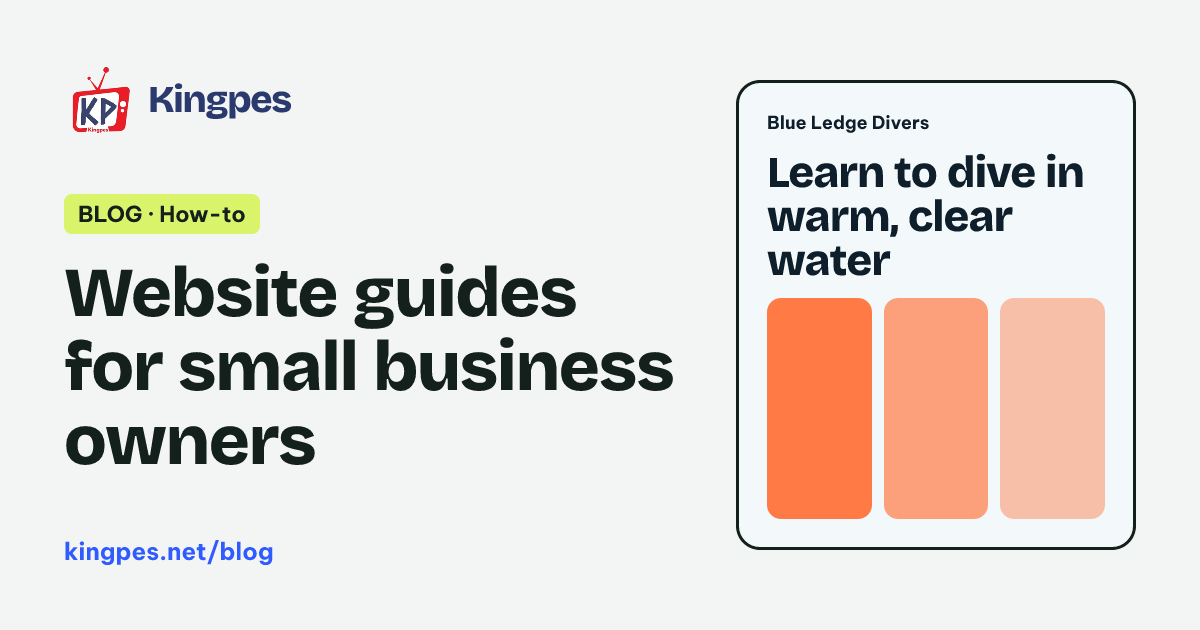 KP
Kingpes
Kingpes
BLOG · How-to
Website guides
for small business
owners
kingpes.net/blog
Blue Ledge Divers
Learn to dive in
warm, clear
water